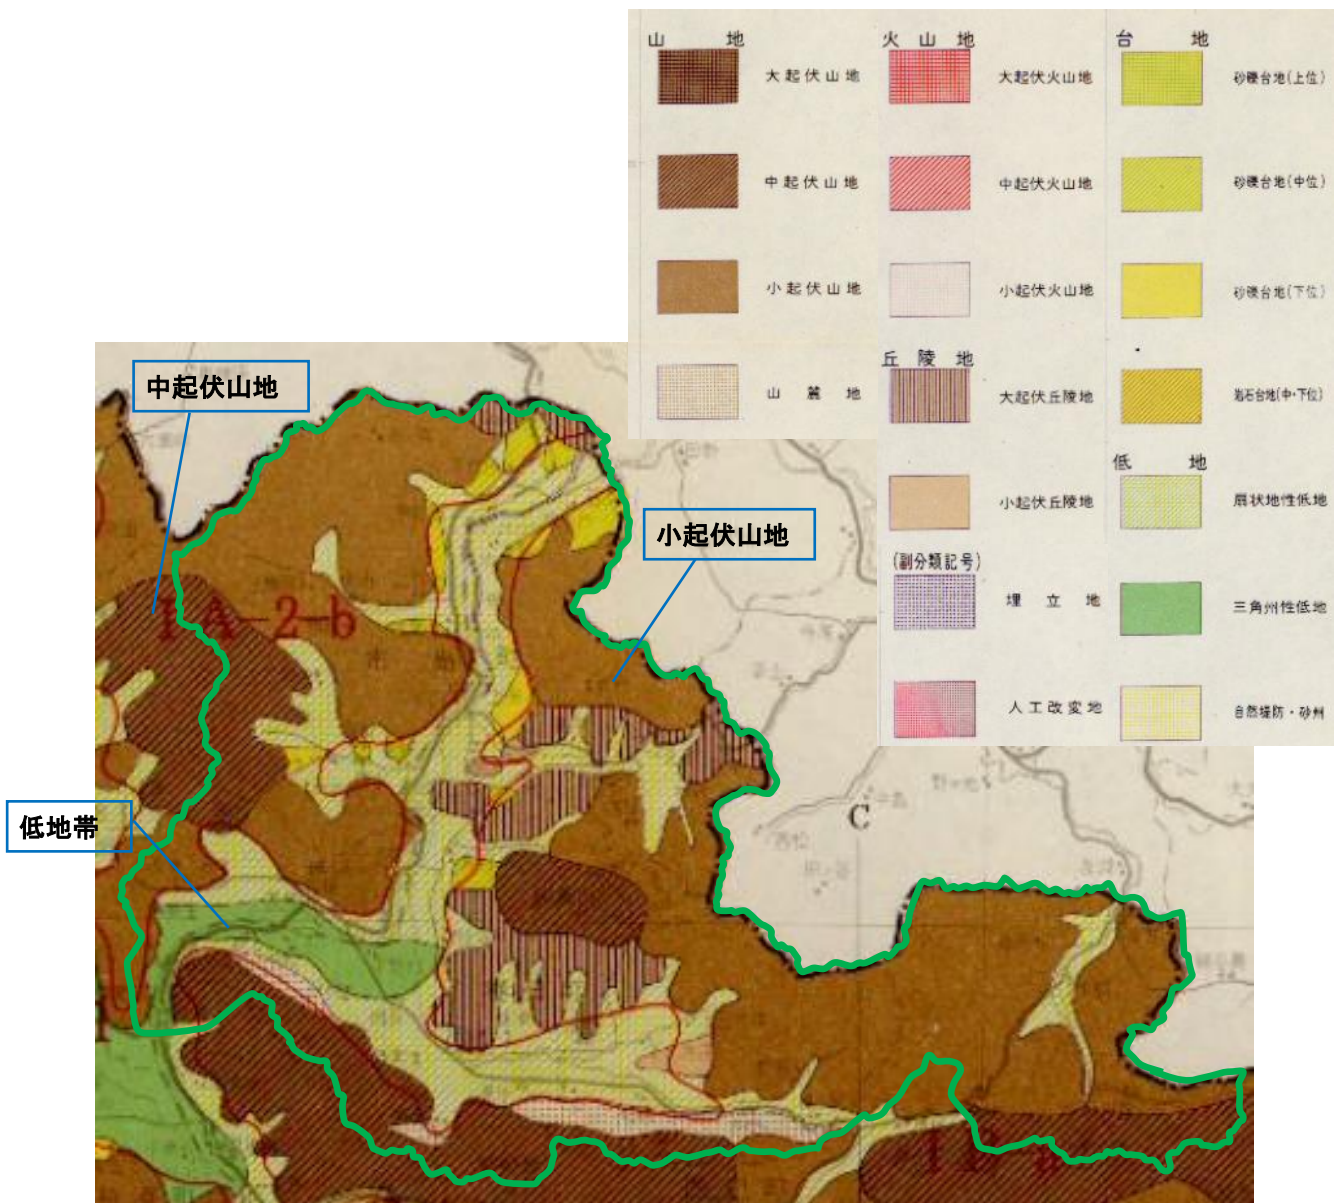 山地
大起伏山地
中起伏山地
小起伏山地
山麓地
火山地
大起伏火山地
中起伏火山地
小起伏火山地
丘陵地
大起伏丘陵地
小起伏丘陵地
(副分類記号)
埋立地
人工改変地
台地
砂礫台地(上位)
砂礫台地(中位)
砂礫台地(下位)
岩石台地(中・下位)
低地
扇状地性低地
三角州性低地
自然堤防・砂州
中起伏山地
小起伏山地
低地帯
C